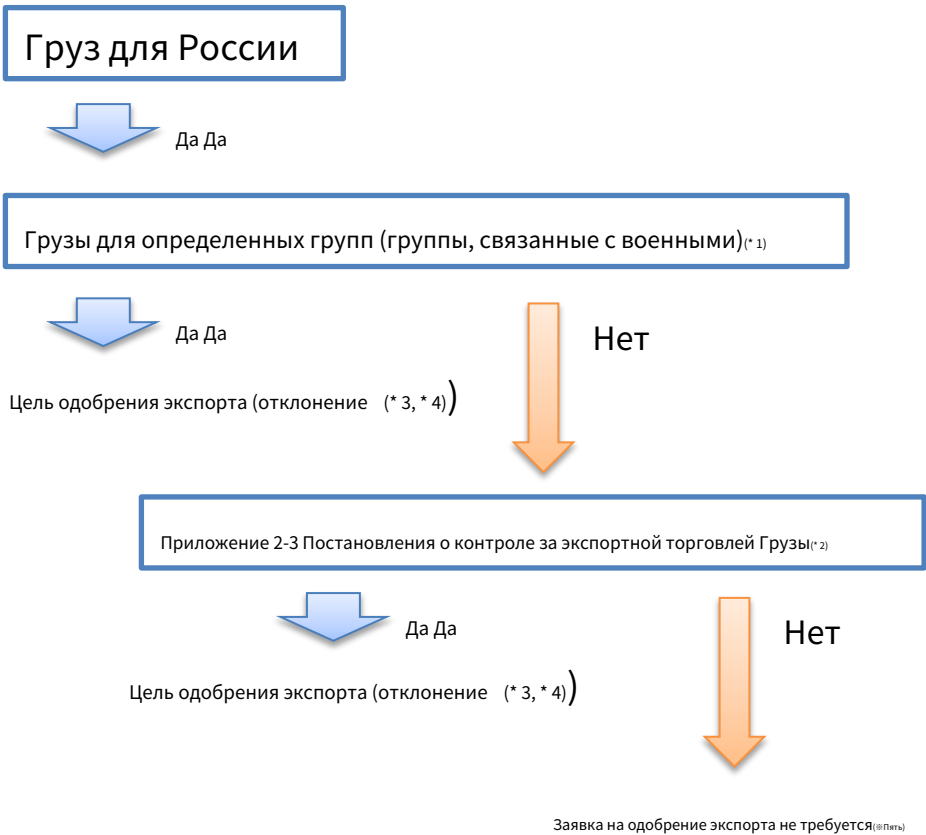 Груз для России
Да Да
Грузы для определенных групп (группы, связанные с военными)(* 1)
Да Да
Нет
Цель одобрения экспорта (отклонение (* 3, * 4))
Приложение 2-3 Постановления о контроле за экспортной торговлей Грузы(* 2)
Да Да
Нет
Цель одобрения экспорта (отклонение (* 3, * 4))
Заявка на одобрение экспорта не требуется(※Пять)